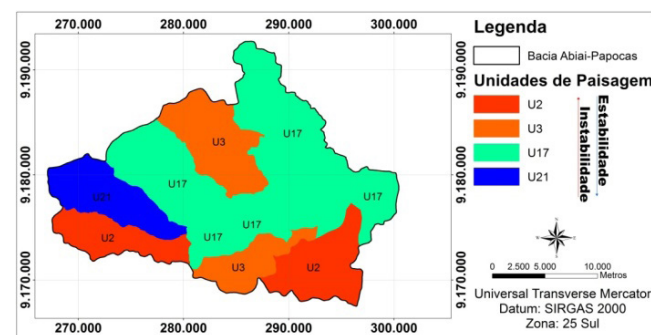 270.000 280.000 290.000 300.000
9.190.000
9.180.000
9.170.000
U17
U3
U17
U17
U21
U17
U2
U17
U3
U2
270.000 280.000 290.000 300.000
Legenda
Bacia Abiai-Papocas
Unidades de Paisagem
U2
U3
U17
U21
Instabilidade
Estabilidade
0 2.500 5.000 10.000
Metros
Universal Transverse Mercator
Datum: SIRGAS 2000
Zona: 25 Sul
9.190.000
9.180.000
9.170.000